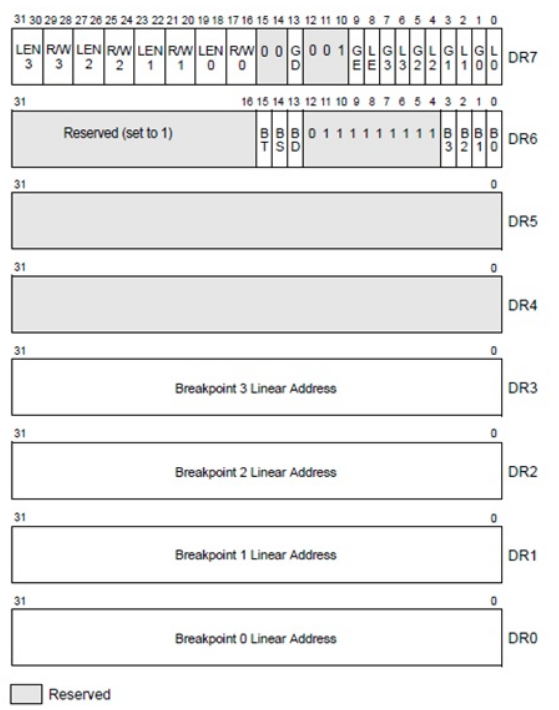 31 30 29 28 27 26 25 24 23 22 21 20 19 18 17 16 15 14 13 12 11 10 9 8 7 6 5 4 3 2 1 0
LEN 3 R/W 3 LEN 2 R/W 2 LEN 1 R/W 1 LEN 0 R/W 0 0 0 G D 0 0 1 G E L E G 3 L 3 G 2 L 2 G 1 L 1 G 0 L 0 DR7
31 16 15 14 13 12 11 10 9 8 7 6 5 4 3 2 1 0
Reserved (set to 1) B T B S B D 0 1 1 1 1 1 1 1 1 B 3 B 2 B 1 B 0 DR6
31 0
DR5
31 0
DR4
31 0
Breakpoint 3 Linear Address DR3
31 0
Breakpoint 2 Linear Address DR2
31 0
Breakpoint 1 Linear Address DR1
31 0
Breakpoint 0 Linear Address DR0
Reserved